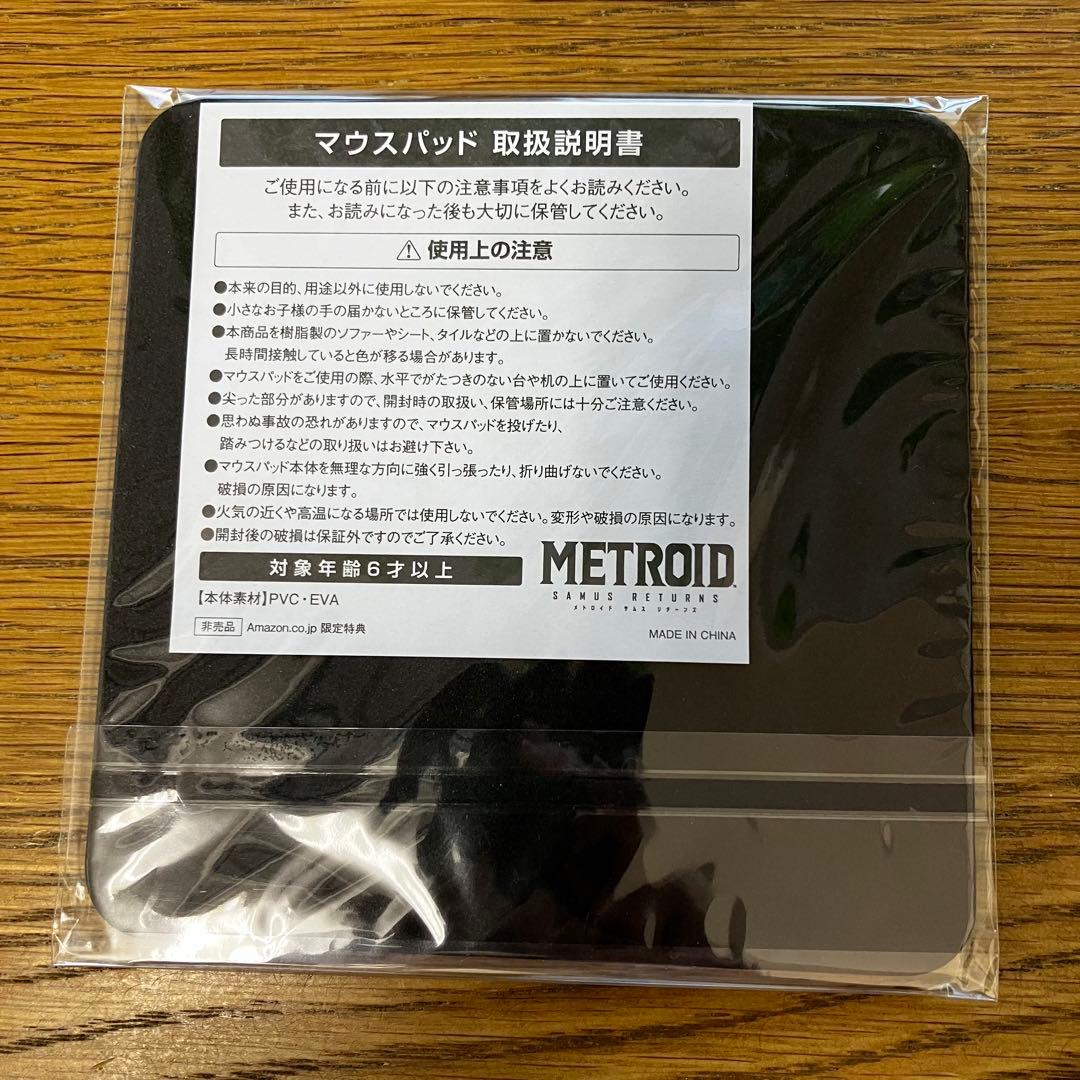 マウスパッド 取扱説明書
ご使用になる前に以下の注意事項をよくお読みください。
また、お読みになった後も大切に保管してください。
⚠ 使用上の注意
●本来の目的、用途以外に使用しないでください。
●小さなお子様の手の届かないところに保管してください。
●本商品を樹脂製のソファーやシート、タイルなどの上に置かないでください。
長時間接触していると色が移る場合があります。
●マウスパッドをご使用の際、水平でがたつきのない台や机の上に置いてご使用ください。
●尖った部分がありますので、開封時の取扱い、保管場所には十分ご注意ください。
●思わぬ事故の恐れがありますので、マウスパッドを投げたり、
踏みつけるなどの取り扱いはお避け下さい。
●マウスパッド本体を無理な方向に強く引っ張ったり、折り曲げないでください。
破損の原因になります。
●火気の近くや高温になる場所では使用しないでください。変形や破損の原因になります。
●開封後の破損は保証外ですのでご了承ください。
対象年齢6才以上
【本体素材】PVC・EVA
非売品 Amazon.co.jp 限定特典
METROID™
SAMUS RETURNS
メトロイド サムス リターンズ
MADE IN CHINA